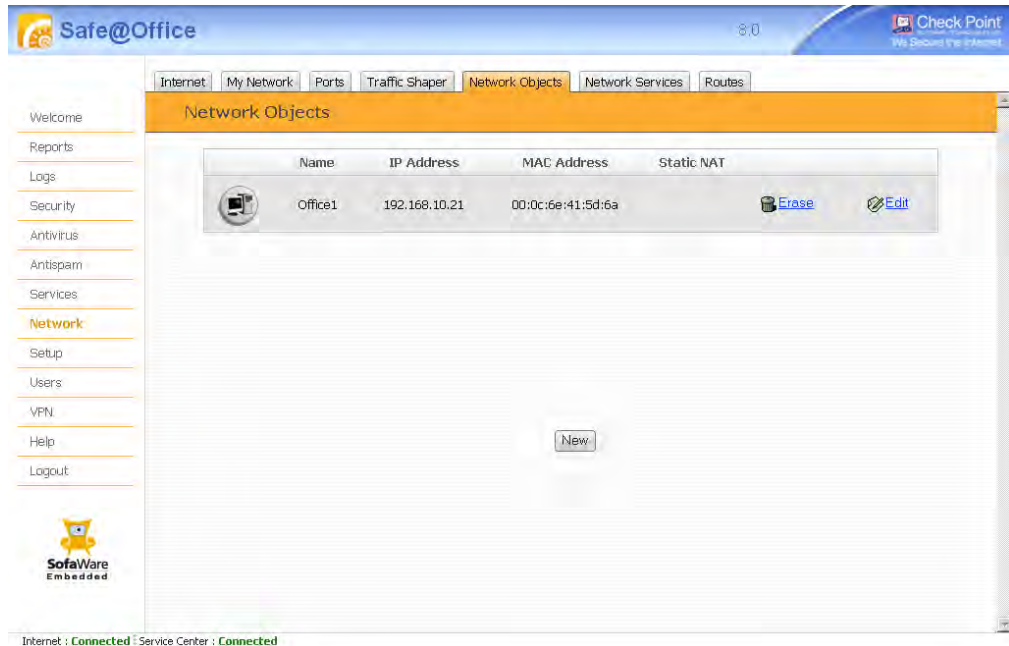 Safe@Office
8.0
Check Point
We Secure the Internet.
Internet My Network Ports Traffic Shaper Network Objects Network Services Routes
Network Objects
Welcome
Reports
Logs
Security
Antivirus
Antispam
Services
Network
Setup
Users
VPN
Help
Logout
Name IP Address MAC Address Static NAT
Office1 192.168.10.21 00:0c:6e:41:5d:6a Erase Edit
New
SofaWare
Embedded
Internet : Connected Service Center : Connected